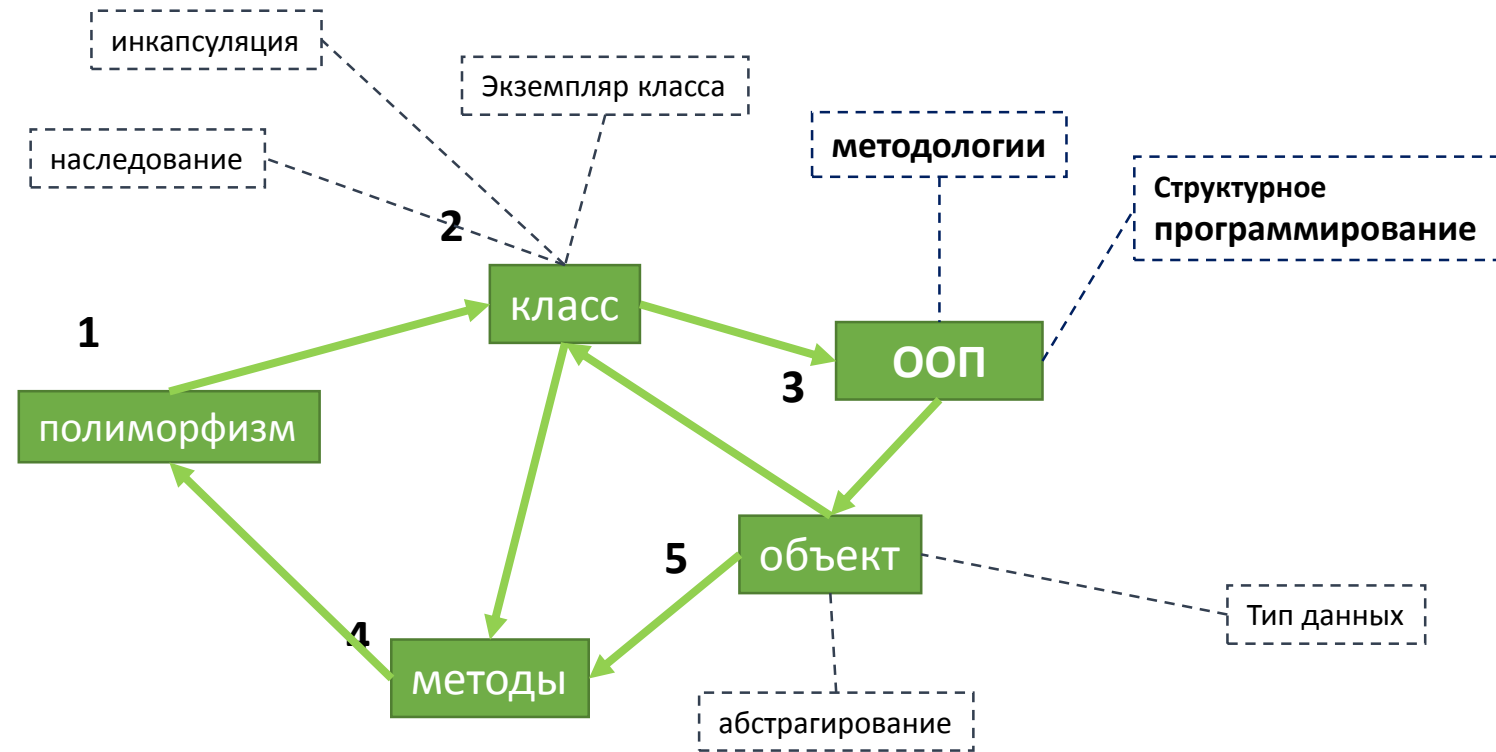 инкапсуляция
Экземпляр класса
наследование
методологии
Структурное
программирование
2
класс
1
ООП
3
полиморфизм
5
объект
4
методы
Тип данных
абстрагирование